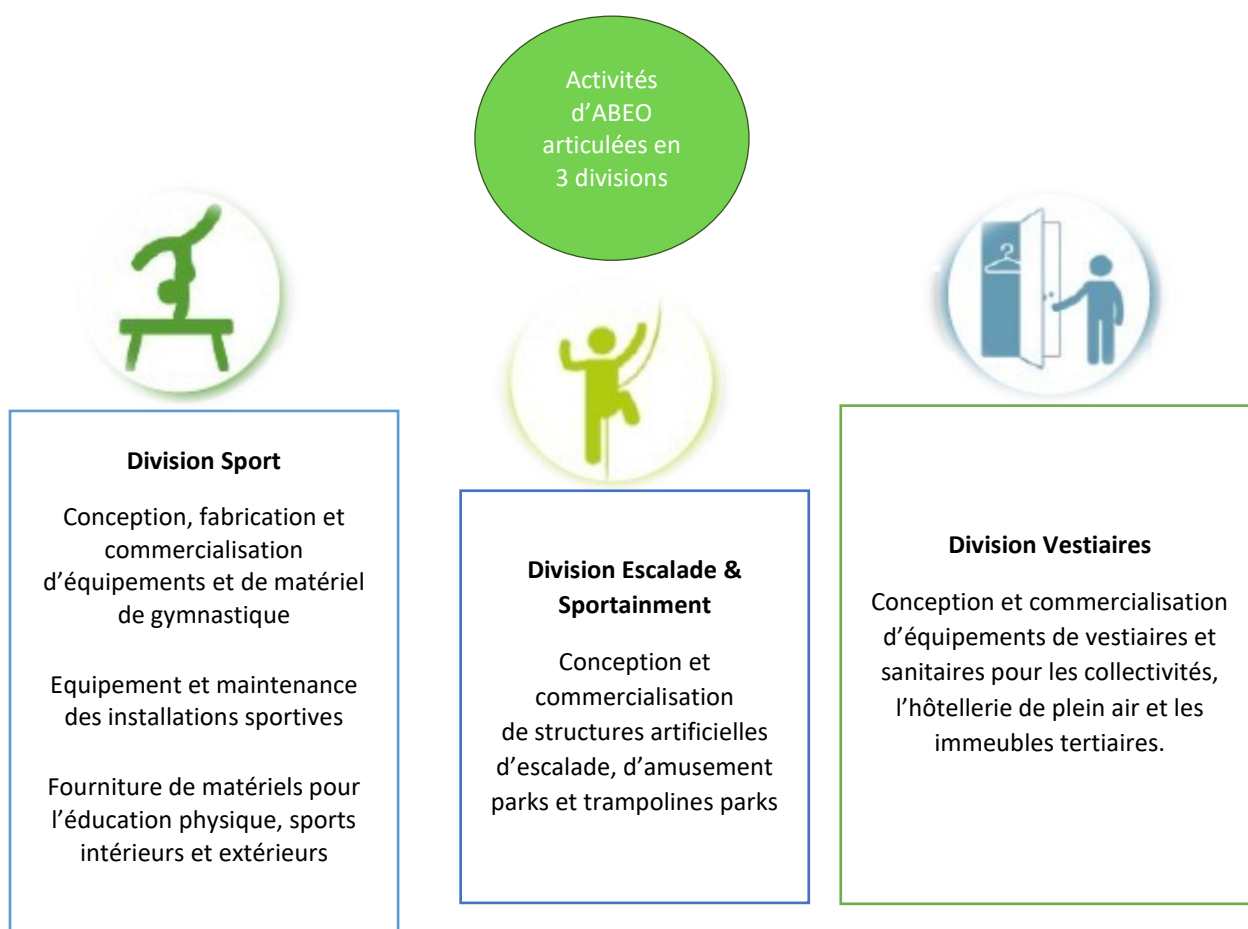 Activités
d’ABEO
articulées en
3 divisions
Division Sport
Conception, fabrication et
commercialisation
d’équipements et de matériel
de gymnastique
Equipement et maintenance
des installations sportives
Fourniture de matériels pour
l’éducation physique, sports
intérieurs et extérieurs
Division Escalade &
Sportainment
Conception et
commercialisation
de structures artificielles
d’escalade, d’amusement
parks et trampolines parks
Division Vestiaires
Conception et commercialisation
d’équipements de vestiaires et
sanitaires pour les collectivités,
l’hôtellerie de plein air et les
immeubles tertiaires.